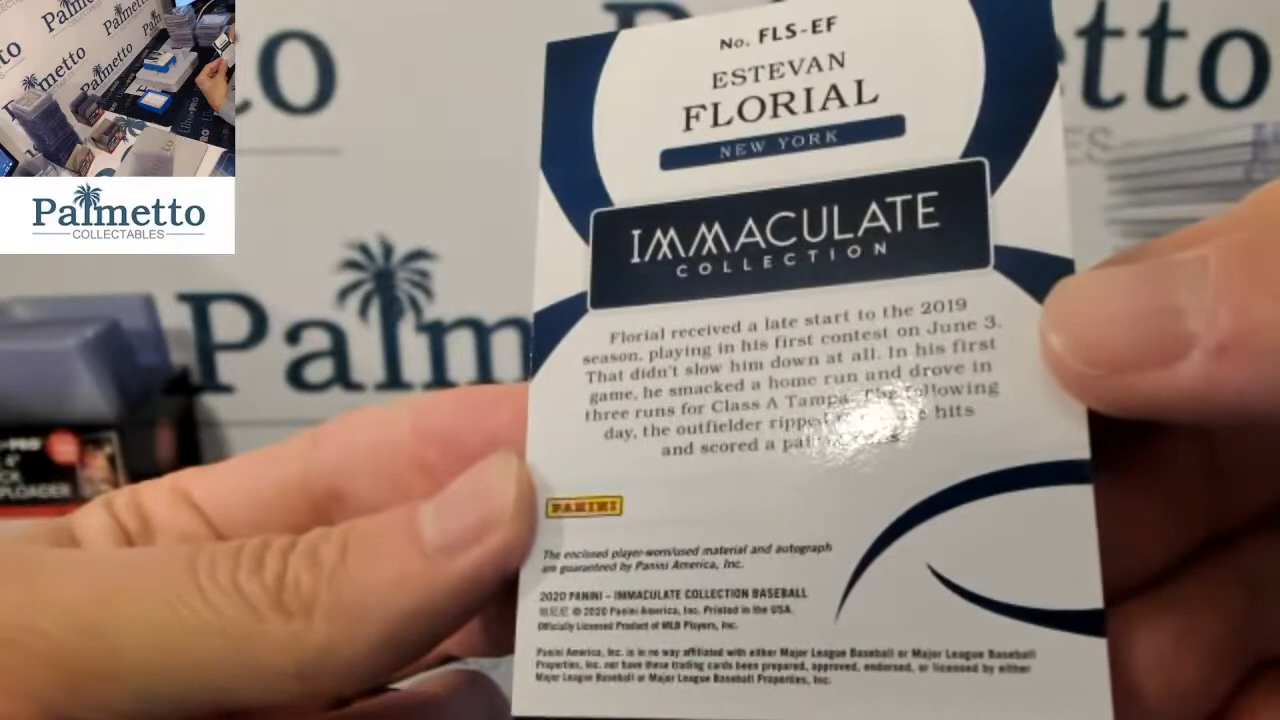 Palmetto
COLLECTABLES
No. FLS-EF
ESTEVAN
FLORIAL
NEW YORK
IMMACULATE
COLLECTION
Florial received a late start to the 2019
season, playing in his first contest on June 3.
That didn't slow him down at all. In his first
game, he smacked a home run and drove in
three runs for Class A Tampa. The following
day, the outfielder ripped hits
and scored a
PANINI
The enclosed player-worn/used material and autograph
are guaranteed by Panini America, Inc.
2020 PANINI – IMMACULATE COLLECTION BASEBALL
© 2020 Panini America, Inc. Printed in the USA.
Officially Licensed Product of MLB Players, Inc.
Panini America, Inc. is in no way affiliated with either Major League Baseball or Major League Baseball
Properties, Inc. nor have these trading cards been prepared, approved, endorsed, or licensed by either
Major League Baseball or Major League Baseball Properties, Inc.
Palm